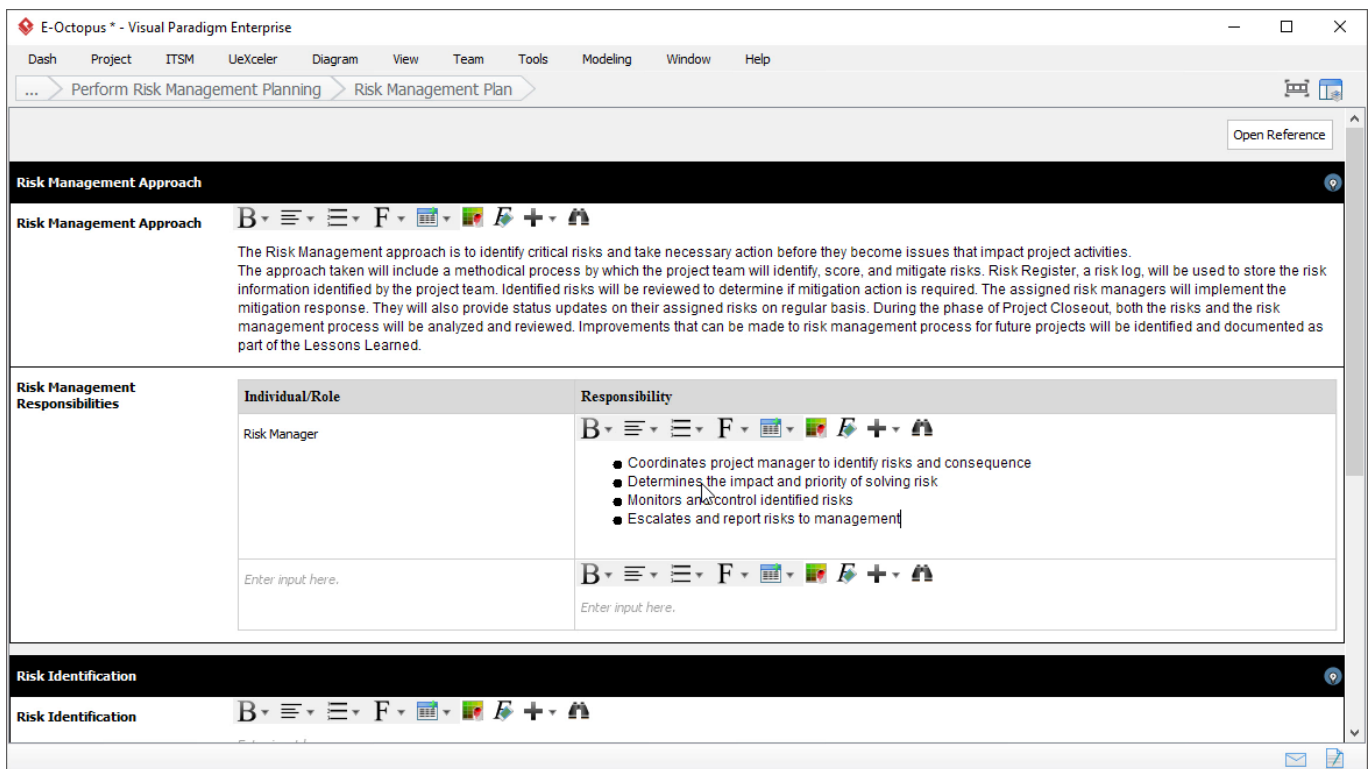 E-Octopus * - Visual Paradigm Enterprise
Dash Project ITSM UeXceler Diagram View Team Tools Modeling Window Help
... Perform Risk Management Planning Risk Management Plan
Open Reference
Risk Management Approach
Risk Management Approach
The Risk Management approach is to identify critical risks and take necessary action before they become issues that impact project activities.
The approach taken will include a methodical process by which the project team will identify, score, and mitigate risks. Risk Register, a risk log, will be used to store the risk
information identified by the project team. Identified risks will be reviewed to determine if mitigation action is required. The assigned risk managers will implement the
mitigation response. They will also provide status updates on their assigned risks on regular basis. During the phase of Project Closeout, both the risks and the risk
management process will be analyzed and reviewed. Improvements that can be made to risk management process for future projects will be identified and documented as
part of the Lessons Learned.
Risk Management
Responsibilities
Individual/Role Responsibility
Risk Manager
Coordinates project manager to identify risks and consequence
Determines the impact and priority of solving risk
Monitors and control identified risks
Escalates and report risks to management
Enter input here.
Enter input here.
Risk Identification
Risk Identification